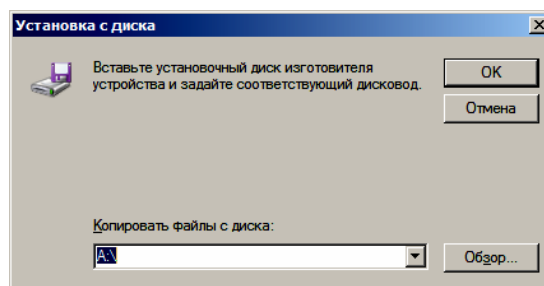 Установка с диска
Вставьте установочный диск изготовителя
устройства и задайте соответствующий дисковод.
OK
Отмена
Копировать файлы с диска:
A:\
Обзор...